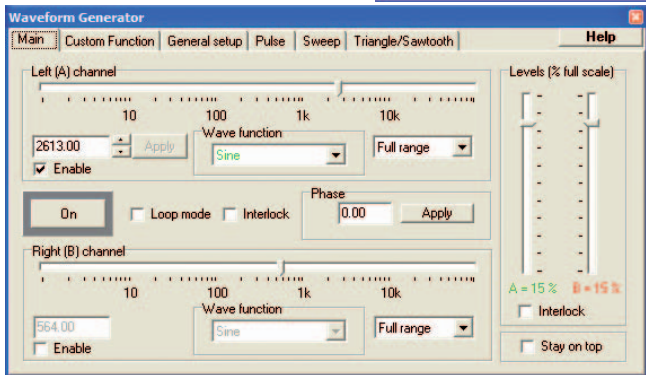 Waveform Generator
Main Custom Function General setup Pulse Sweep Triangle/Sawtooth Help
Left (A) channel
10 100 1k 10k
2613.00 Apply
Wave function
Sine
Full range
Enable
On Loop mode Interlock
Phase
0.00 Apply
Right (B) channel
10 100 1k 10k
564.00
Wave function
Sine
Full range
Enable
Levels (% full scale)
A = 15 % B = 15 %
Interlock
Stay on top